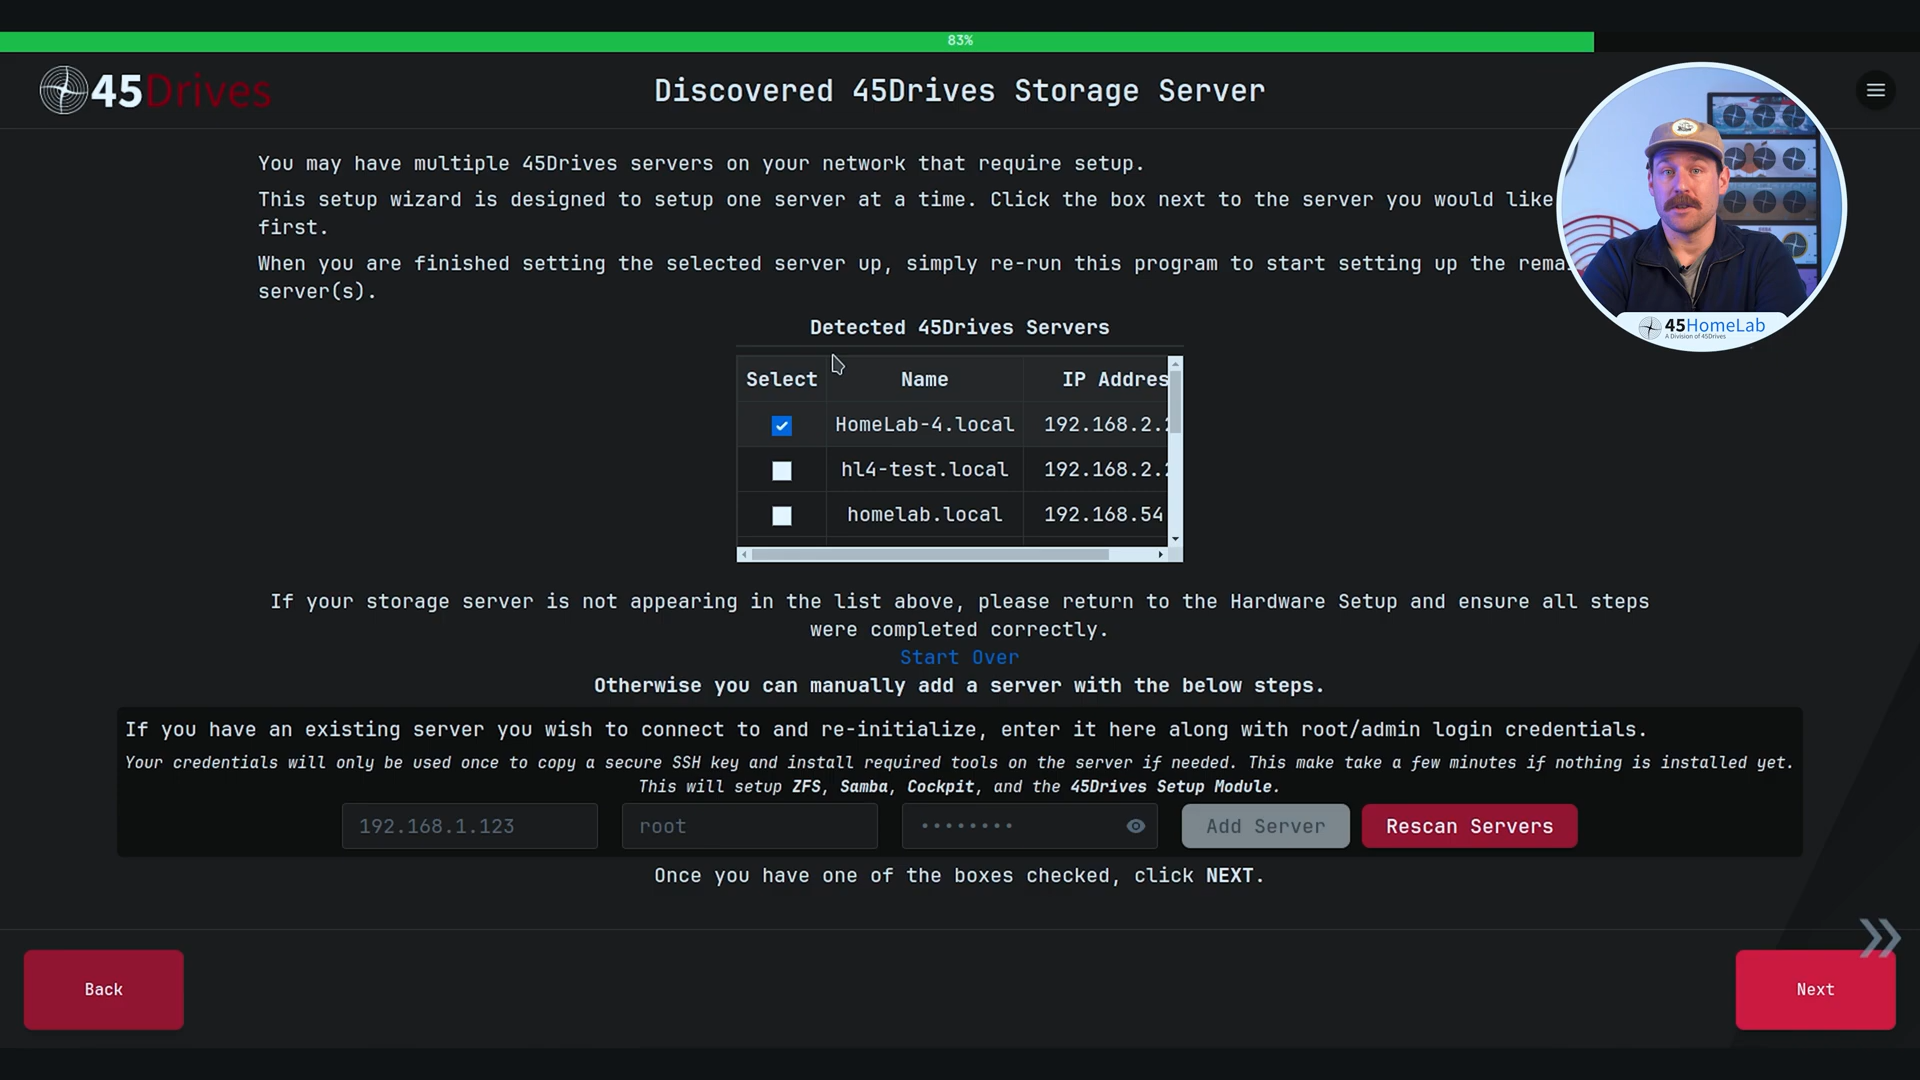 83%
45Drives
Discovered 45Drives Storage Server
You may have multiple 45Drives servers on your network that require setup.
This setup wizard is designed to setup one server at a time. Click the box next to the server you would like
first.
When you are finished setting the selected server up, simply re-run this program to start setting up the
server(s).
45HomeLab
A Division of 45Drives
Detected 45Drives Servers
Select Name IP Addres
HomeLab-4.local 192.168.2.
hl4-test.local 192.168.2.
homelab.local 192.168.54
If your storage server is not appearing in the list above, please return to the Hardware Setup and ensure all steps
were completed correctly.
Start Over
Otherwise you can manually add a server with the below steps.
If you have an existing server you wish to connect to and re-initialize, enter it here along with root/admin login credentials.
Your credentials will only be used once to copy a secure SSH key and install required tools on the server if needed. This make take a few minutes if nothing is installed yet.
This will setup ZFS, Samba, Cockpit, and the 45Drives Setup Module.
192.168.1.123 root •••••••• Add Server Rescan Servers
Once you have one of the boxes checked, click NEXT.
Back
Next